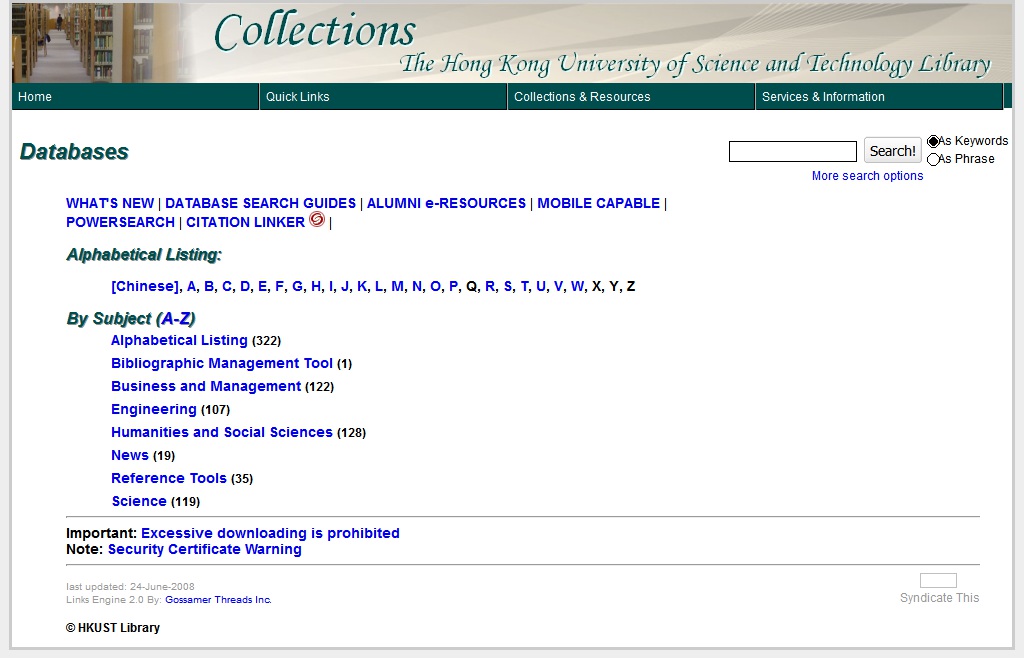 Collections
The Hong Kong University of Science and Technology Library
Home Quick Links Collections & Resources Services & Information
Databases
Search! As Keywords
As Phrase
More search options
WHAT'S NEW | DATABASE SEARCH GUIDES | ALUMNI e-RESOURCES | MOBILE CAPABLE |
POWERSEARCH | CITATION LINKER |
Alphabetical Listing:
[Chinese], A, B, C, D, E, F, G, H, I, J, K, L, M, N, O, P, Q, R, S, T, U, V, W, X, Y, Z
By Subject (A-Z)
Alphabetical Listing (322)
Bibliographic Management Tool (1)
Business and Management (122)
Engineering (107)
Humanities and Social Sciences (128)
News (19)
Reference Tools (35)
Science (119)
Important: Excessive downloading is prohibited
Note: Security Certificate Warning
last updated: 24-June-2008
Links Engine 2.0 By: Gossamer Threads Inc.
Syndicate This
© HKUST Library